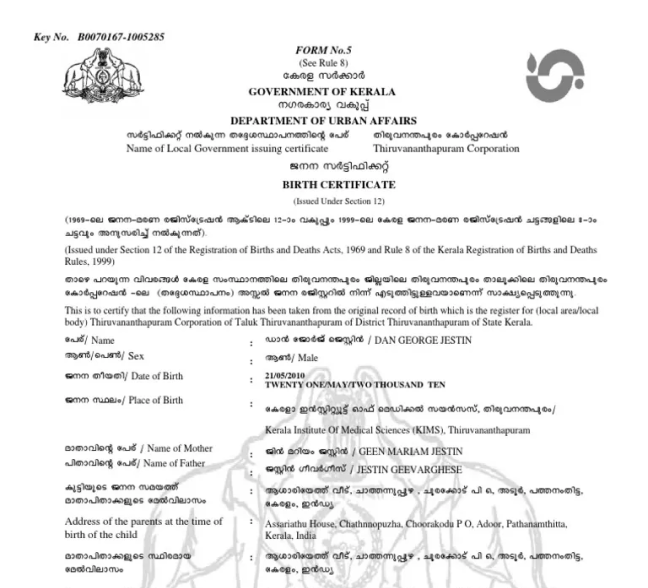 Key No. B0070167-1005285
FORM No.5
(See Rule 8)
കേരള സർക്കാർ
GOVERNMENT OF KERALA
നഗരകാര്യ വകുപ്പ്
DEPARTMENT OF URBAN AFFAIRS
സർട്ടിഫിക്കറ്റ് നൽകുന്ന തദ്ദേശസ്ഥാപനത്തിന്റെ പേര് തിരുവനന്തപുരം കോർപ്പറേഷൻ
Name of Local Government issuing certificate Thiruvananthapuram Corporation
ജനന സർട്ടിഫിക്കറ്റ്
BIRTH CERTIFICATE
(Issued Under Section 12)
(1969-ലെ ജനന-മരണ രജിസ്ട്രേഷൻ ആക്ടിലെ 12-ാം വകുപ്പും 1999-ലെ കേരള ജനന-മരണ രജിസ്ട്രേഷൻ ചട്ടങ്ങളിലെ 8-ാം
ചട്ടവും അനുസരിച്ച് നൽകുന്നത്).
(Issued under Section 12 of the Registration of Births and Deaths Acts, 1969 and Rule 8 of the Kerala Registration of Births and Deaths
Rules, 1999)
താഴെ പറയുന്ന വിവരങ്ങൾ കേരള സംസ്ഥാനത്തിലെ തിരുവനന്തപുരം ജില്ലയിലെ തിരുവനന്തപുരം താലൂക്കിലെ തിരുവനന്തപുരം
കോർപ്പറേഷൻ -ലെ (തദ്ദേശസ്ഥാപനം) അസ്സൽ ജനന രജിസ്റ്ററിൽ നിന്ന് എടുത്തിട്ടുള്ളവയാണെന്ന് സാക്ഷ്യപ്പെടുത്തുന്നു.
This is to certify that the following information has been taken from the original record of birth which is the register for (local area/local
body) Thiruvananthapuram Corporation of Taluk Thiruvananthapuram of District Thiruvananthapuram of State Kerala.
പേര്/ Name : ഡാൻ ജോർജ് ജെസ്റ്റിൻ / DAN GEORGE JESTIN
ആൺ/പെൺ/ Sex : ആൺ/ Male
ജനന തീയതി/ Date of Birth : 21/05/2010
TWENTY ONE/MAY/TWO THOUSAND TEN
ജനന സ്ഥലം/ Place of Birth : കേരളാ ഇൻസ്റ്റിറ്റ്യൂട്ട് ഓഫ് മെഡിക്കൽ സയൻസസ്, തിരുവനന്തപുരം/
Kerala Institute Of Medical Sciences (KIMS), Thiruvananthapuram
മാതാവിന്റെ പേര് / Name of Mother : ജിൻ മറിയം ജസ്റ്റിൻ / GEEN MARIAM JESTIN
പിതാവിന്റെ പേര്/ Name of Father : ജസ്റ്റിൻ ഗീവർഗീസ് / JESTIN GEEVARGHESE
കുട്ടിയുടെ ജനന സമയത്ത് : ആശാരിയേത്ത് വീട്, ചാത്തന്നുപ്പുഴ , ചൂരക്കോട് പി ഒ, അടൂർ, പത്തനംതിട്ട,
മാതാപിതാക്കളുടെ മേൽവിലാസം കേരളം, ഇൻഡ്യ
Address of the parents at the time of : Assariathu House, Chathnnopuzha, Choorakodu P O, Adoor, Pathanamthitta,
birth of the child Kerala, India
മാതാപിതാക്കളുടെ സ്ഥിരമായ : ആശാരിയേത്ത് വീട്, ചാത്തന്നുപ്പുഴ , ചൂരക്കോട് പി ഒ, അടൂർ, പത്തനംതിട്ട,
മേൽവിലാസം കേരളം, ഇൻഡ്യ